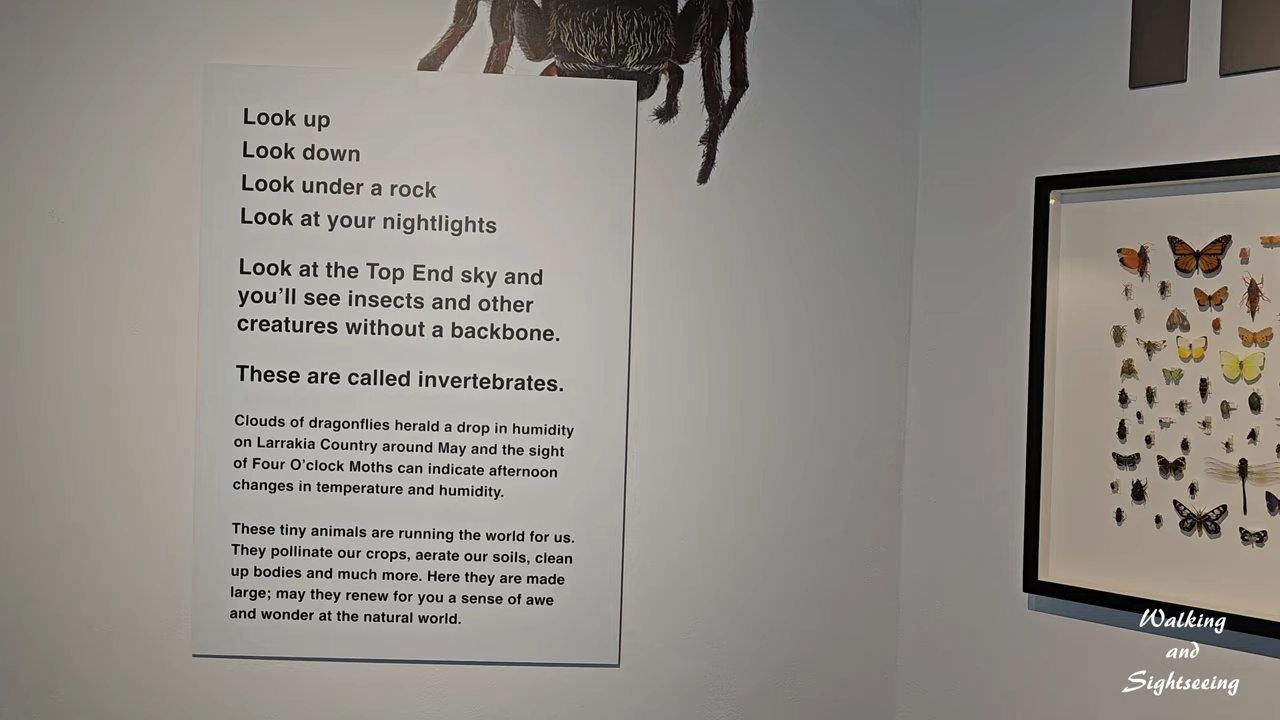 Look up
Look down
Look under a rock
Look at your nightlights
Look at the Top End sky and
you'll see insects and other
creatures without a backbone.
These are called invertebrates.
Clouds of dragonflies herald a drop in humidity
on Larrakia Country around May and the sight
of Four O'clock Moths can indicate afternoon
changes in temperature and humidity.
These tiny animals are running the world for us.
They pollinate our crops, aerate our soils, clean
up bodies and much more. Here they are made
large; may they renew for you a sense of awe
and wonder at the natural world.
Walking
and
Sightseeing